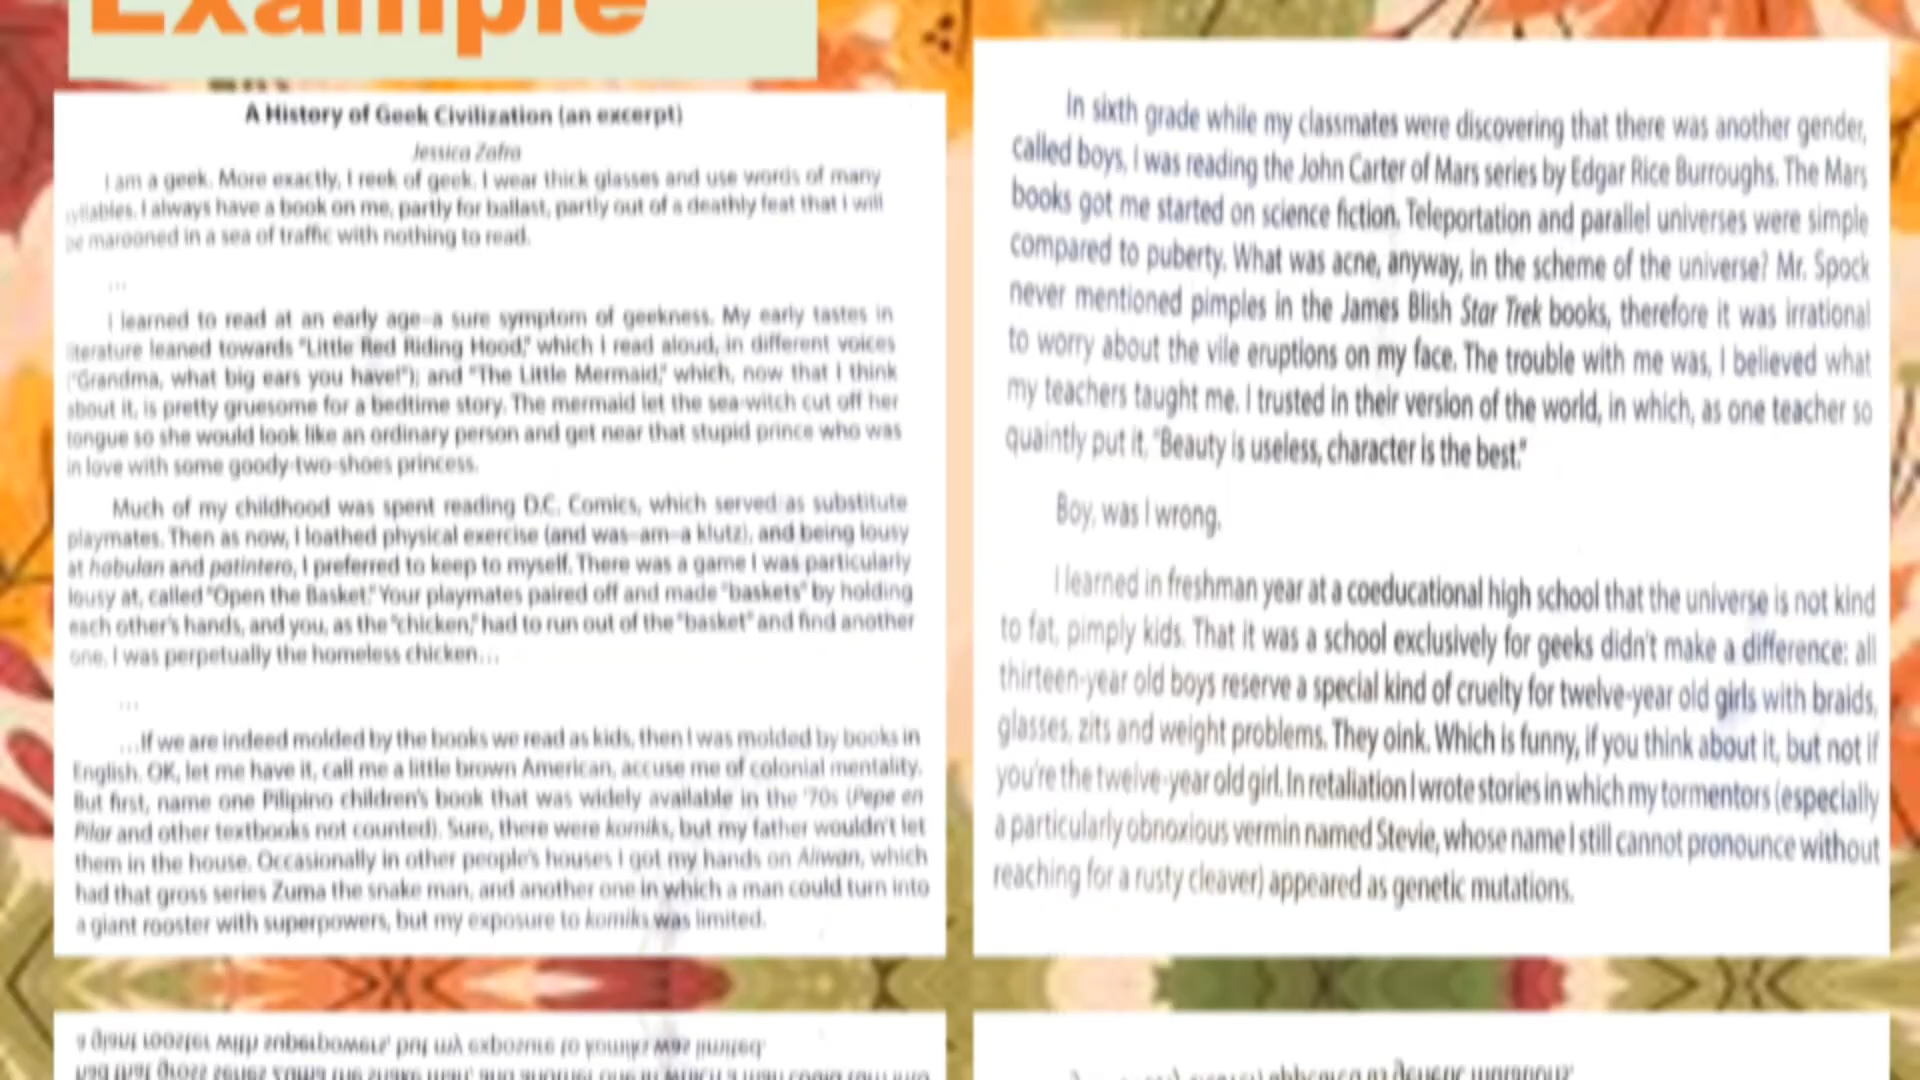 Example
A History of Geek Civilization (an excerpt)
Jessica Zafra
I am a geek. More exactly, I reek of geek. I wear thick glasses and use words of many
syllables. I always have a book on me, partly for ballast, partly out of a deathly feat that I will
be marooned in a sea of traffic with nothing to read.
...
I learned to read at an early age–a sure symptom of geekness. My early tastes in
literature leaned towards "Little Red Riding Hood," which I read aloud, in different voices
("Grandma, what big ears you have!"); and "The Little Mermaid," which, now that I think
about it, is pretty gruesome for a bedtime story. The mermaid let the sea-witch cut off her
tongue so she would look like an ordinary person and get near that stupid prince who was
in love with some goody-two-shoes princess.
Much of my childhood was spent reading D.C. Comics, which served as substitute
playmates. Then as now, I loathed physical exercise (and was–am–a klutz), and being lousy
at habulan and patintero, I preferred to keep to myself. There was a game I was particularly
lousy at, called "Open the Basket." Your playmates paired off and made "baskets" by holding
each other's hands, and you, as the "chicken," had to run out of the "basket" and find another
one. I was perpetually the homeless chicken...
...
...If we are indeed molded by the books we read as kids, then I was molded by books in
English. OK, let me have it, call me a little brown American, accuse me of colonial mentality.
But first, name one Pilipino children's book that was widely available in the '70s (Pepe en
Pilar and other textbooks not counted). Sure, there were komiks, but my father wouldn't let
them in the house. Occasionally in other people's houses I got my hands on Aliwan, which
had that gross series Zuma the snake man, and another one in which a man could turn into
a giant rooster with superpowers, but my exposure to komiks was limited.
In sixth grade while my classmates were discovering that there was another gender,
called boys, I was reading the John Carter of Mars series by Edgar Rice Burroughs. The Mars
books got me started on science fiction. Teleportation and parallel universes were simple
compared to puberty. What was acne, anyway, in the scheme of the universe? Mr. Spock
never mentioned pimples in the James Blish Star Trek books, therefore it was irrational
to worry about the vile eruptions on my face. The trouble with me was, I believed what
my teachers taught me. I trusted in their version of the world, in which, as one teacher so
quaintly put it, "Beauty is useless, character is the best."
Boy, was I wrong.
I learned in freshman year at a coeducational high school that the universe is not kind
to fat, pimply kids. That it was a school exclusively for geeks didn't make a difference: all
thirteen-year old boys reserve a special kind of cruelty for twelve-year old girls with braids,
glasses, zits and weight problems. They oink. Which is funny, if you think about it, but not if
you're the twelve-year old girl. In retaliation I wrote stories in which my tormentors (especially
a particularly obnoxious vermin named Stevie, whose name I still cannot pronounce without
reaching for a rusty cleaver) appeared as genetic mutations.